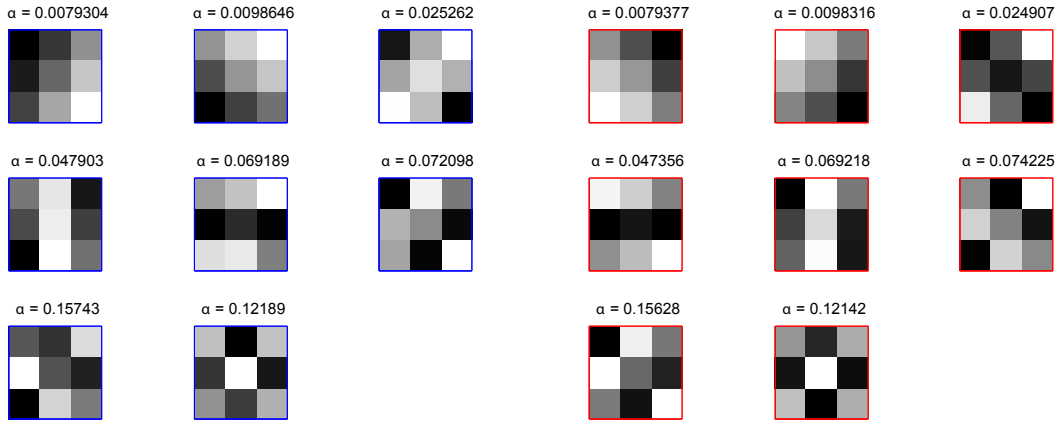 α = 0.0079304 α = 0.0098646 α = 0.025262 α = 0.0079377 α = 0.0098316 α = 0.024907
α = 0.047903 α = 0.069189 α = 0.072098 α = 0.047356 α = 0.069218 α = 0.074225
α = 0.15743 α = 0.12189 α = 0.15628 α = 0.12142